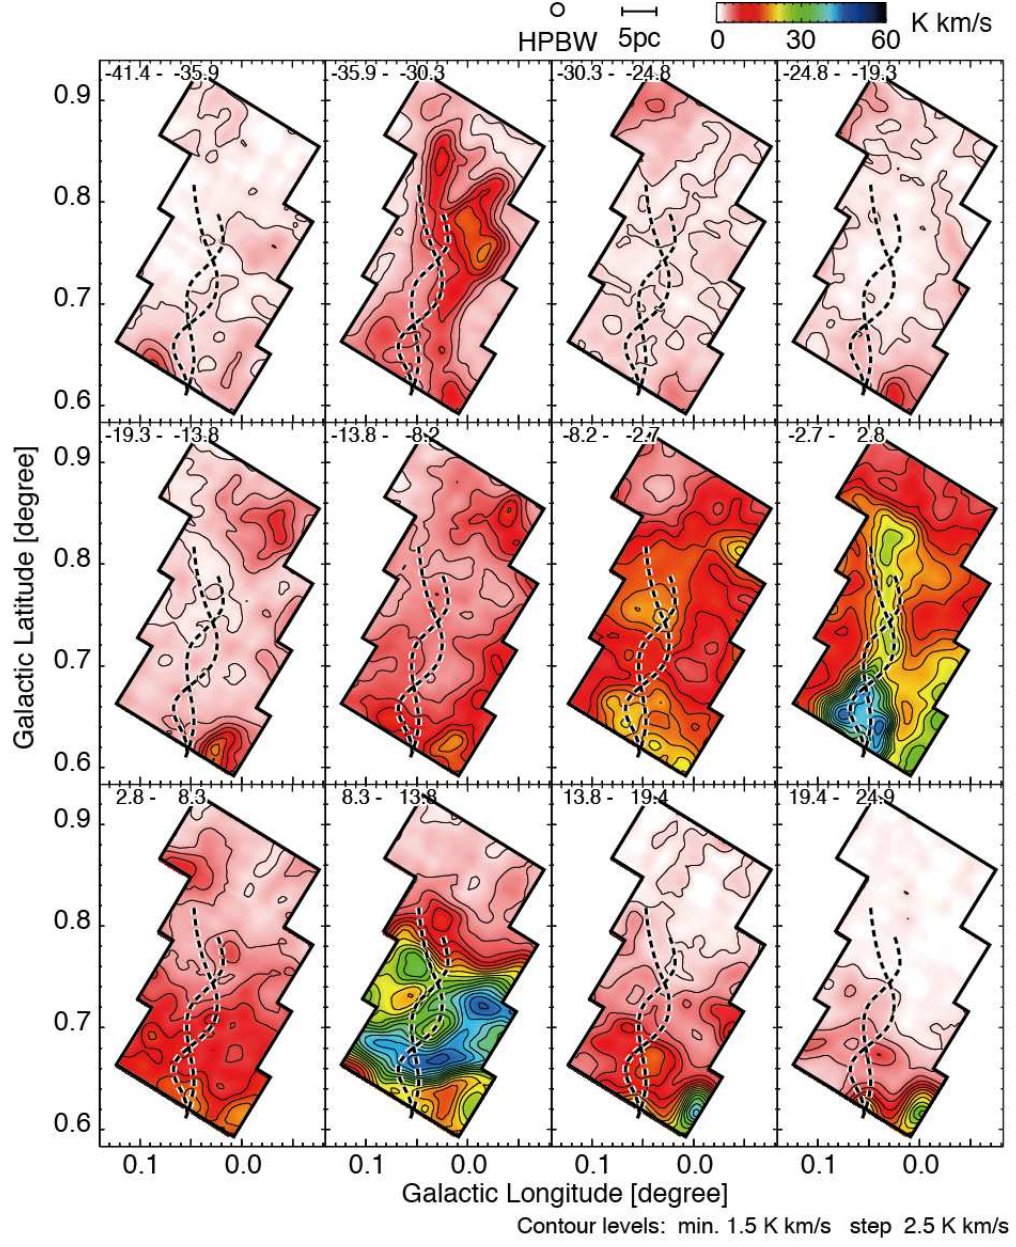 HPBW 5pc 0 30 60 K km/s
-41.4 - -35.9 -35.9 - -30.3 -30.3 - -24.8 -24.8 - -19.3
0.9
0.8
0.7
0.6
-19.3 - -13.8 -13.8 - -8.2 -8.2 - -2.7 -2.7 - 2.8
0.9
0.8
0.7
0.6
Galactic Latitude [degree]
2.8 - 8.3 8.3 - 13.8 13.8 - 19.4 19.4 - 24.9
0.9
0.8
0.7
0.6
0.1 0.0 0.1 0.0 0.1 0.0 0.1 0.0
Galactic Longitude [degree]
Contour levels: min. 1.5 K km/s step 2.5 K km/s